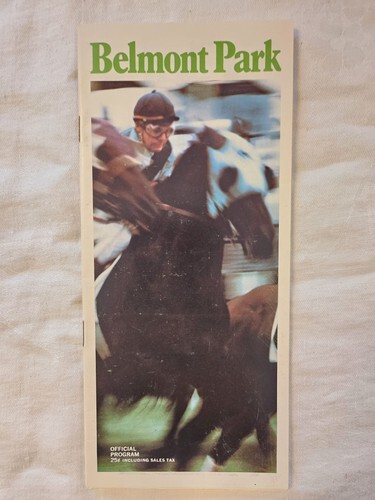 Belmont Park
OFFICIAL
PROGRAM
25¢ INCLUDING SALES TAX